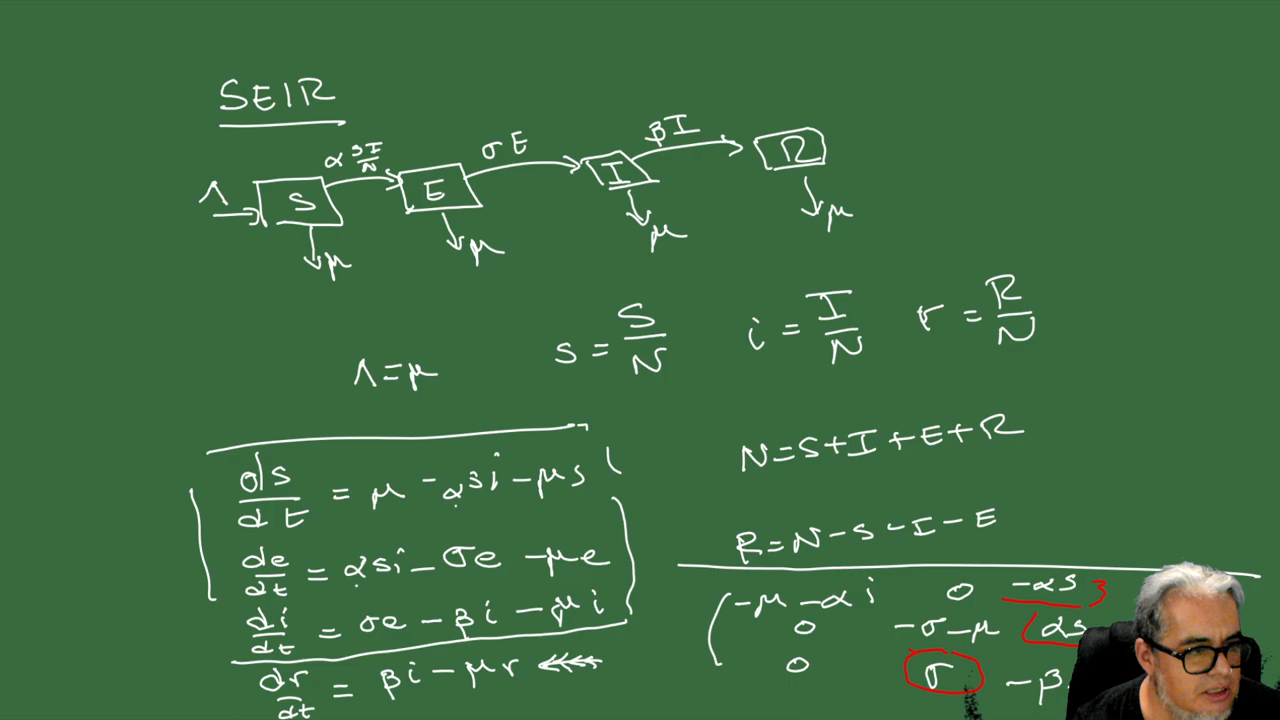 SEIR
Λ S α SI/N E σE I βI R
μ μ μ μ
Λ = μ s = S/N i = I/N r = R/N
N = S + I + E + R
R = N - S - I - E
ds/dt = μ - αsi - μs
de/dt = αsi - σe - μe
di/dt = σe - βi - μi
dr/dt = βi - μr
-μ - αi 0 -αs
0 -σ-μ αs
0 σ -β